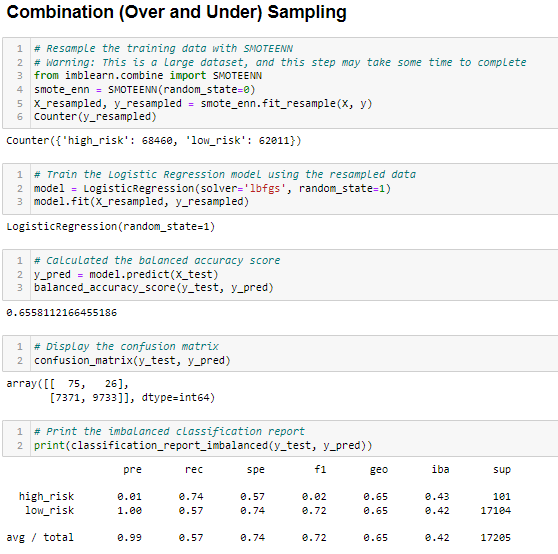 Combination (Over and Under) Sampling
1 # Resample the training data with SMOTEENN
2 # Warning: This is a large dataset, and this step may take some time to complete
3 from imblearn.combine import SMOTEENN
4 smote_enn = SMOTEENN(random_state=0)
5 X_resampled, y_resampled = smote_enn.fit_resample(X, y)
6 Counter(y_resampled)
Counter({'high_risk': 68460, 'low_risk': 62011})
1 # Train the Logistic Regression model using the resampled data
2 model = LogisticRegression(solver='lbfgs', random_state=1)
3 model.fit(X_resampled, y_resampled)
LogisticRegression(random_state=1)
1 # Calculated the balanced accuracy score
2 y_pred = model.predict(X_test)
3 balanced_accuracy_score(y_test, y_pred)
0.6558112166455186
1 # Display the confusion matrix
2 confusion_matrix(y_test, y_pred)
array([[ 75, 26],
[7371, 9733]], dtype=int64)
1 # Print the imbalanced classification report
2 print(classification_report_imbalanced(y_test, y_pred))
pre rec spe f1 geo iba sup
high_risk 0.01 0.74 0.57 0.02 0.65 0.43 101
low_risk 1.00 0.57 0.74 0.72 0.65 0.42 17104
avg / total 0.99 0.57 0.74 0.72 0.65 0.42 17205